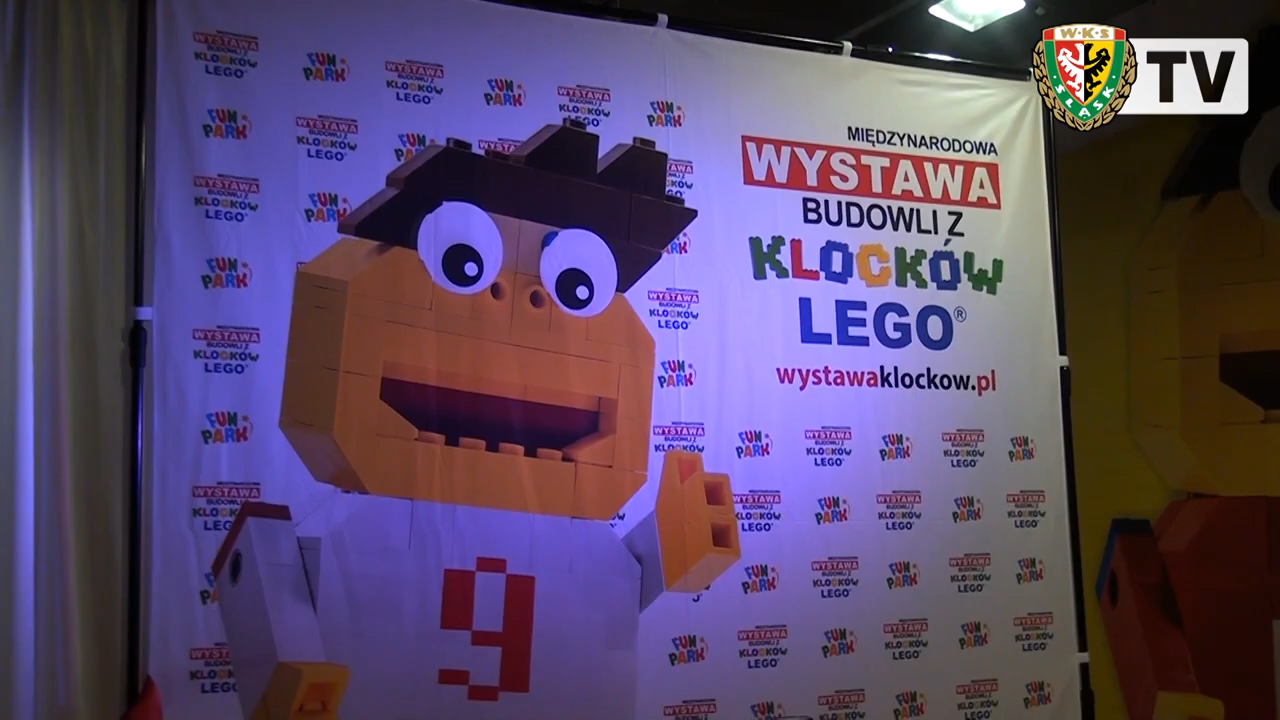 W·K·S
ŚLĄSK
TV
MIĘDZYNARODOWA
WYSTAWA
BUDOWLI Z
KLOCKÓW
LEGO®
wystawaklockow.pl
9
WYSTAWA
BUDOWLI Z
KLOCKÓW
LEGO
FUN
PARK